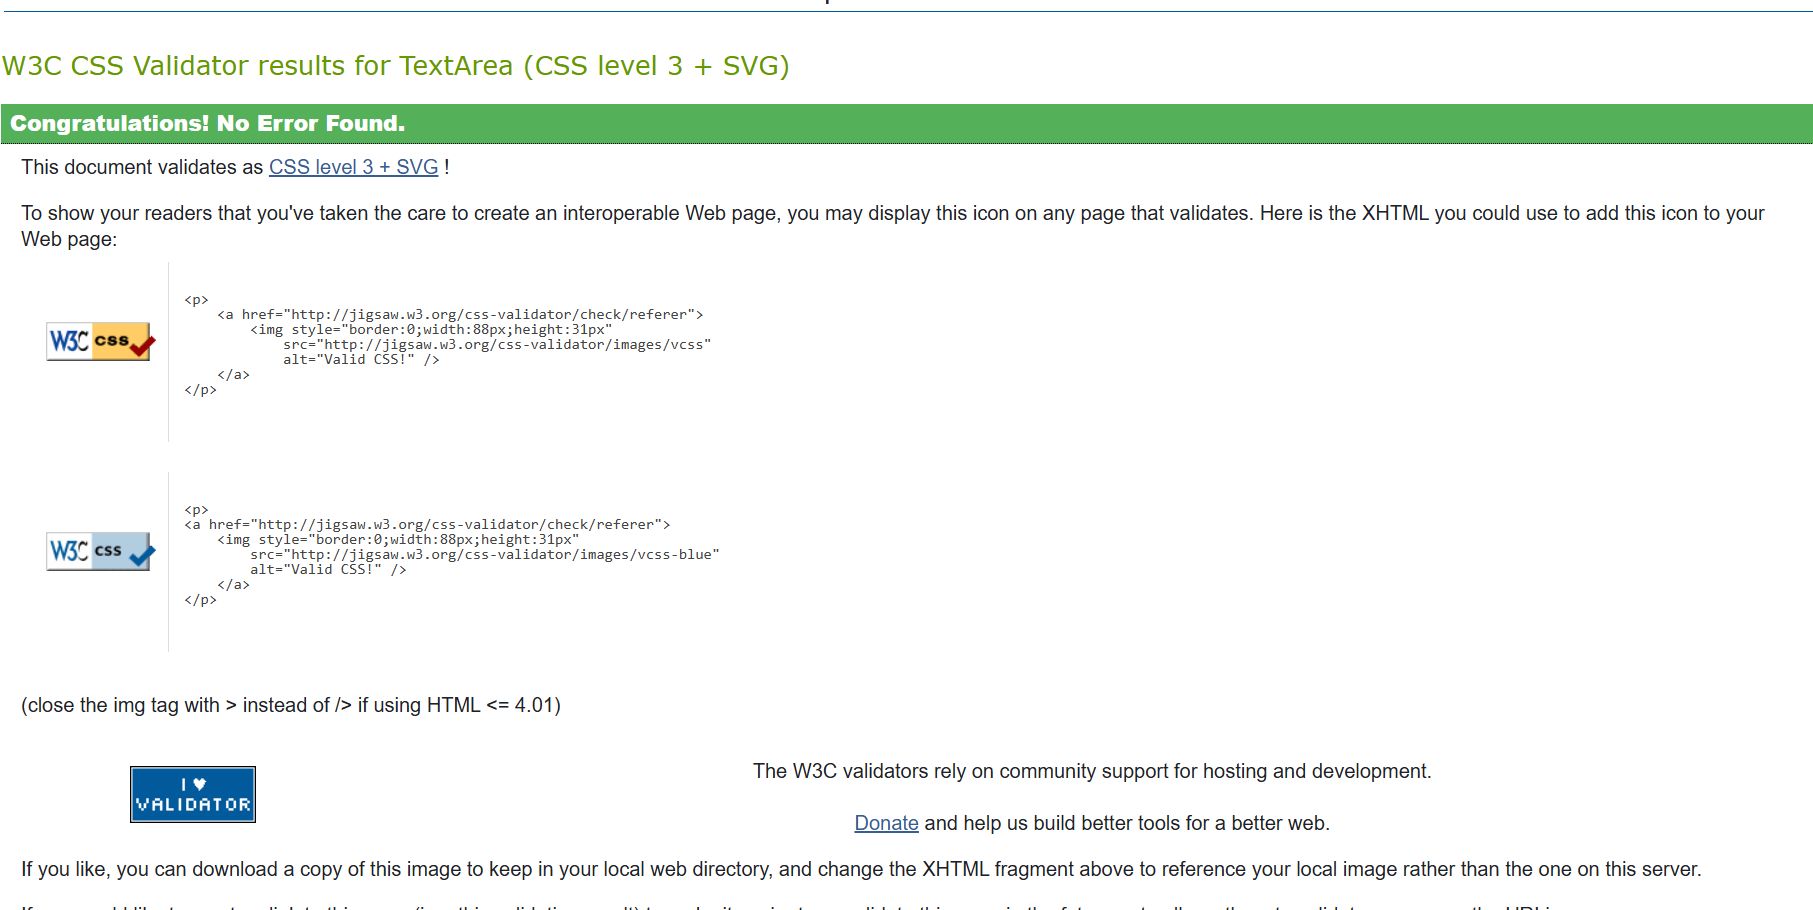 W3C CSS Validator results for TextArea (CSS level 3 + SVG)
Congratulations! No Error Found.
This document validates as CSS level 3 + SVG !
To show your readers that you've taken the care to create an interoperable Web page, you may display this icon on any page that validates. Here is the XHTML you could use to add this icon to your
Web page:
W3C css
<p>
    <a href="http://jigsaw.w3.org/css-validator/check/referer">
        <img style="border:0;width:88px;height:31px"
            src="http://jigsaw.w3.org/css-validator/images/vcss"
            alt="Valid CSS!" />
    </a>
</p>
W3C css
<p>
<a href="http://jigsaw.w3.org/css-validator/check/referer">
    <img style="border:0;width:88px;height:31px"
        src="http://jigsaw.w3.org/css-validator/images/vcss-blue"
        alt="Valid CSS!" />
    </a>
</p>
(close the img tag with > instead of /> if using HTML <= 4.01)
I ♥
VALIDATOR
The W3C validators rely on community support for hosting and development.
Donate and help us build better tools for a better web.
If you like, you can download a copy of this image to keep in your local web directory, and change the XHTML fragment above to reference your local image rather than the one on this server.